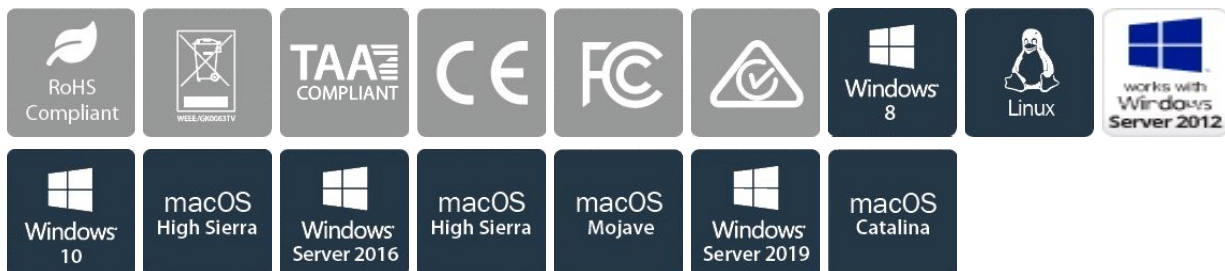 RoHS
Compliant
WEEE/GK0063TV
TAA
COMPLIANT
CE
FC
Windows
8
Linux
works with
Windows
Server 2012
Windows
10
macOS
High Sierra
Windows
Server 2016
macOS
High Sierra
macOS
Mojave
Windows
Server 2019
macOS
Catalina